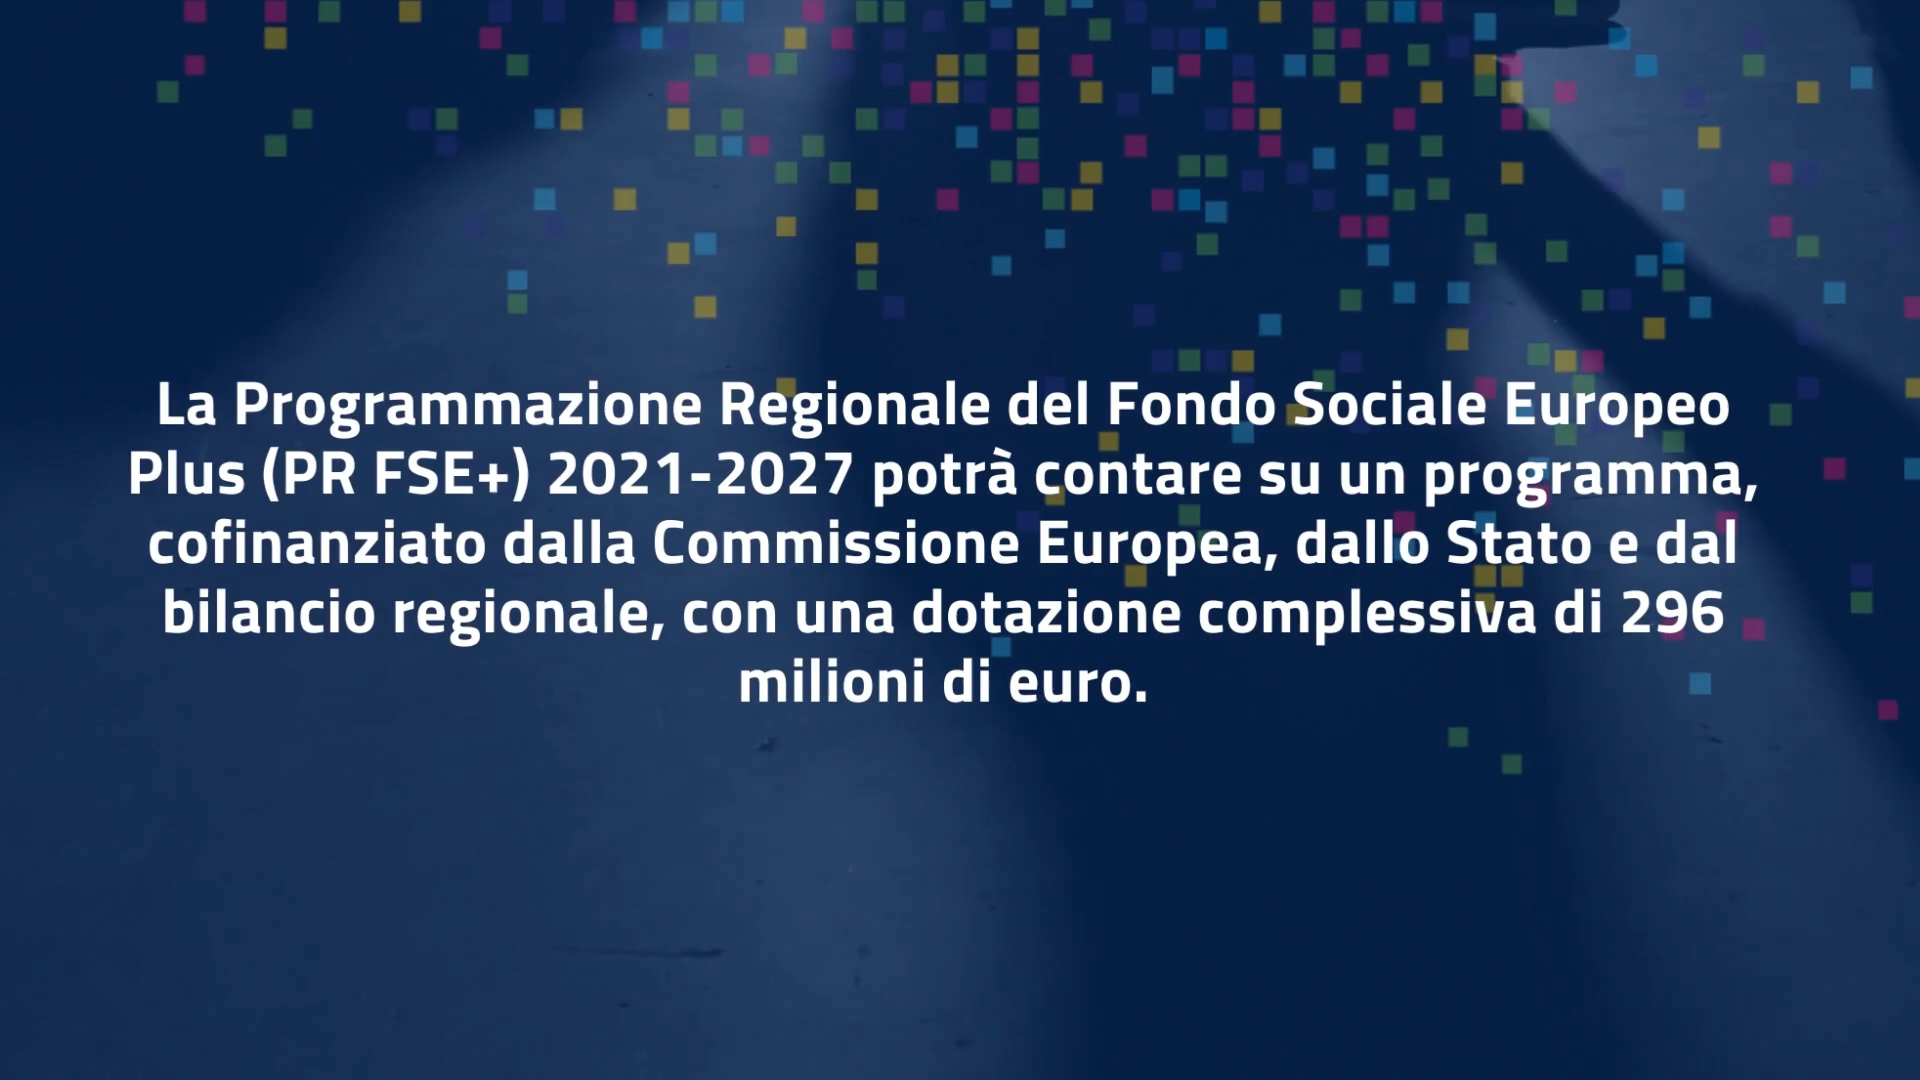 La Programmazione Regionale del Fondo Sociale Europeo
Plus (PR FSE+) 2021-2027 potrà contare su un programma,
cofinanziato dalla Commissione Europea, dallo Stato e dal
bilancio regionale, con una dotazione complessiva di 296
milioni di euro.